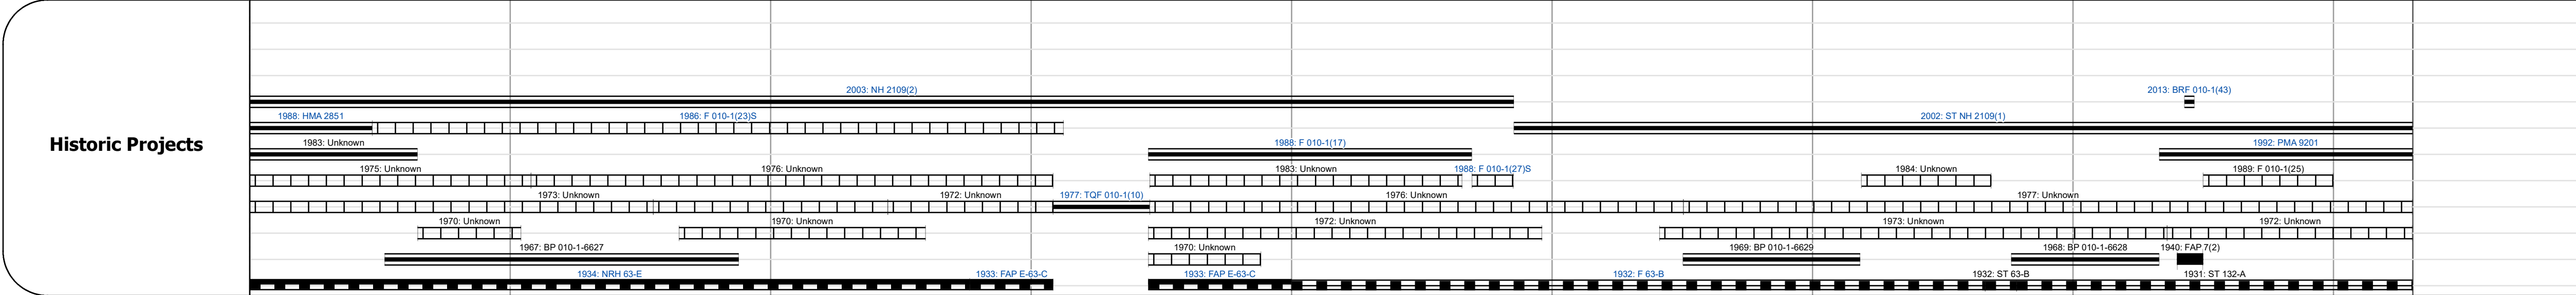 Historic Projects
2003: NH 2109(2)
2013: BRF 010-1(43)
1988: HMA 2851
1986: F 010-1(23)S
2002: ST NH 2109(1)
1983: Unknown
1988: F 010-1(17)
1992: PMA 9201
1975: Unknown
1976: Unknown
1983: Unknown
1988: F 010-1(27)S
1984: Unknown
1989: F 010-1(25)
1973: Unknown
1972: Unknown
1977: TQF 010-1(10)
1976: Unknown
1977: Unknown
1970: Unknown
1970: Unknown
1972: Unknown
1973: Unknown
1972: Unknown
1967: BP 010-1-6627
1970: Unknown
1969: BP 010-1-6629
1968: BP 010-1-6628
1940: FAP 7(2)
1934: NRH 63-E
1933: FAP E-63-C
1933: FAP E-63-C
1932: F 63-B
1932: ST 63-B
1931: ST 132-A